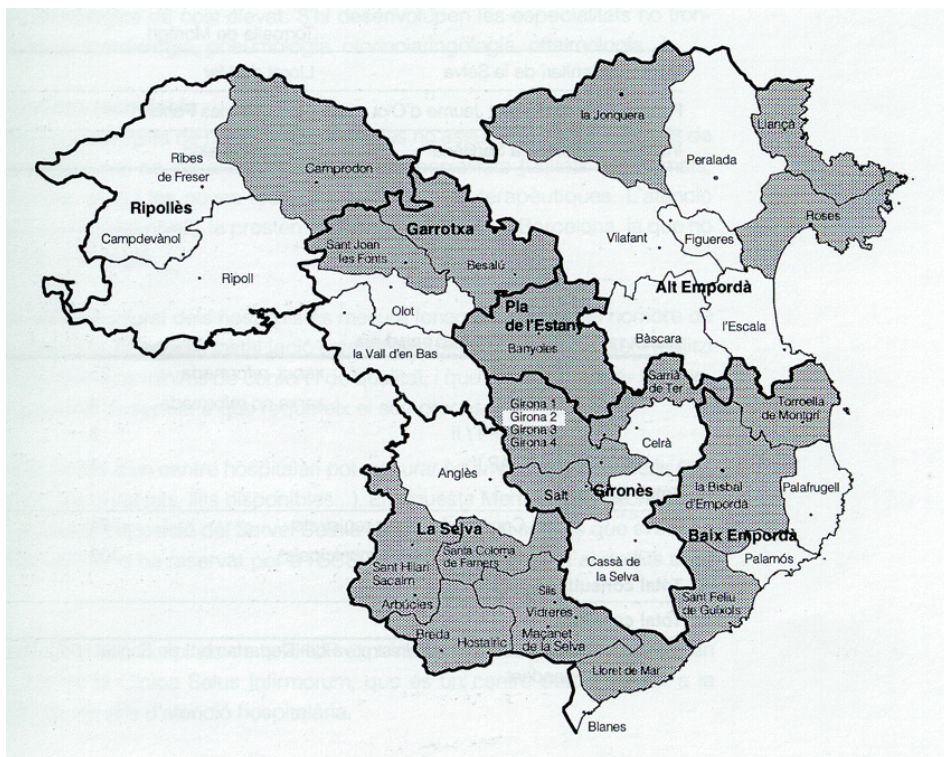 la Jonquera
Llançà
Peralada
Ribes
de Freser
Camprodon
Ripollès
Roses
Garrotxa
Campdevànol
Sant Joan
les Fonts
Besalú
Vilafant
Figueres
Ripoll
Alt Empordà
Pla
de l'Estany
Olot
l'Escala
la Vall d'en Bas
Banyoles
Bàscara
Sarrià
de Ter
Girona 1
Girona 2
Girona 3
Girona 4
Torroella
de Montgrí
Celrà
Anglès
la Bisbal
d'Empordà
Palafrugell
Salt
Gironès
La Selva
Baix Empordà
Santa Coloma
de Farners
Palamós
Sant Hilari
Sacalm
Cassà de
la Selva
Sils
Arbúcies
Vidreres
Sant Feliu
de Guíxols
Breda
Hostalric
Maçanet
de la Selva
Lloret de Mar
Blanes